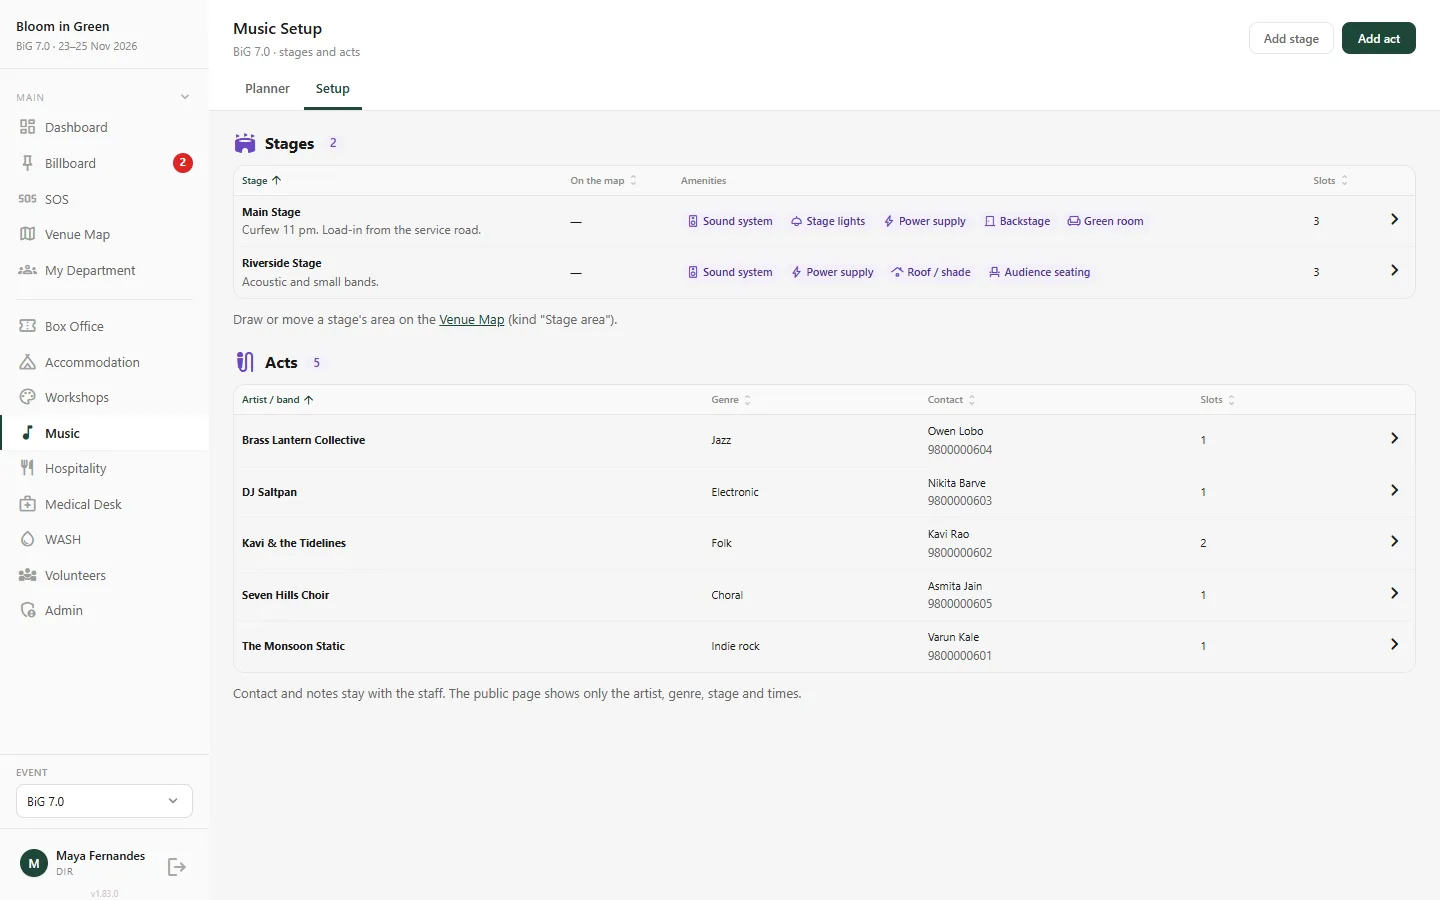 Bloom in Green
BiG 7.0 · 23–25 Nov 2026
MAIN
Dashboard
Billboard 2
SOS SOS
Venue Map
My Department
Box Office
Accommodation
Workshops
Music
Hospitality
Medical Desk
WASH
Volunteers
Admin
EVENT
BiG 7.0
M Maya Fernandes
DIR
v1.83.0
Music Setup
BiG 7.0 · stages and acts
Add stage Add act
Planner Setup
Stages 2
Stage On the map Amenities Slots
Main Stage
Curfew 11 pm. Load-in from the service road.
— Sound system Stage lights Power supply Backstage Green room 3
Riverside Stage
Acoustic and small bands.
— Sound system Power supply Roof / shade Audience seating 3
Draw or move a stage's area on the Venue Map (kind "Stage area").
Acts 5
Artist / band Genre Contact Slots
Brass Lantern Collective Jazz Owen Lobo 1
9800000604
DJ Saltpan Electronic Nikita Barve 1
9800000603
Kavi & the Tidelines Folk Kavi Rao 2
9800000602
Seven Hills Choir Choral Asmita Jain 1
9800000605
The Monsoon Static Indie rock Varun Kale 1
9800000601
Contact and notes stay with the staff. The public page shows only the artist, genre, stage and times.